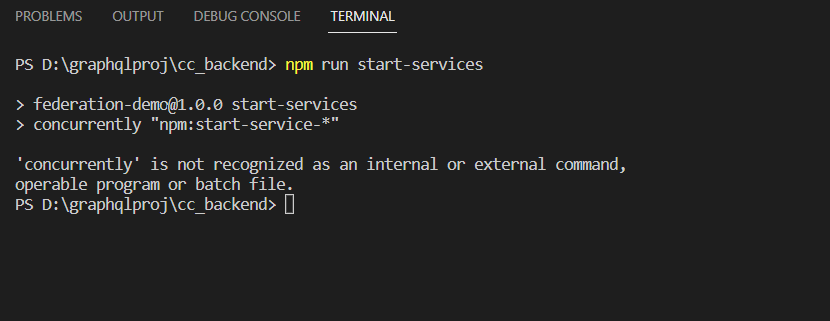 PROBLEMS OUTPUT DEBUG CONSOLE TERMINAL
PS D:\graphqlproj\cc_backend> npm run start-services
> federation-demo@1.0.0 start-services
> concurrently "npm:start-service-*"
'concurrently' is not recognized as an internal or external command,
operable program or batch file.
PS D:\graphqlproj\cc_backend>